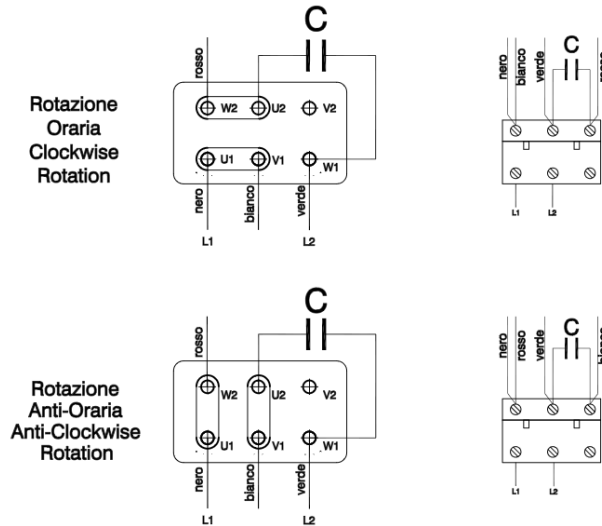 C
rosso
W2
U2
V2
Rotazione
Oraria
Clockwise
Rotation
U1
V1
W1
nero
bianco
verde
L1
L2
nero
bianco
verde
C
rosso
L1
L2
C
rosso
W2
U2
V2
Rotazione
Anti-Oraria
Anti-Clockwise
Rotation
U1
V1
W1
nero
bianco
verde
L1
L2
nero
rosso
verde
C
bianco
L1
L2